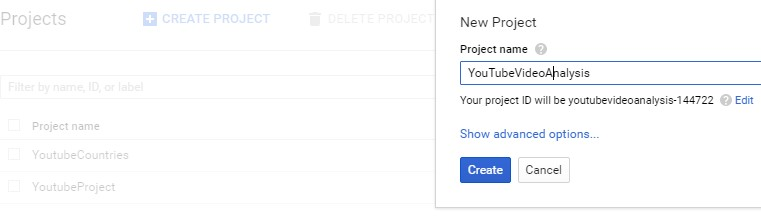 Projects
CREATE PROJECT
DELETE PROJECT
Filter by name, ID, or label
Project name
YoutubeCountries
YoutubeProject
New Project
Project name ?
YouTubeVideoAnalysis
Your project ID will be youtubevideoanalysis-144722 ? Edit
Show advanced options...
Create Cancel